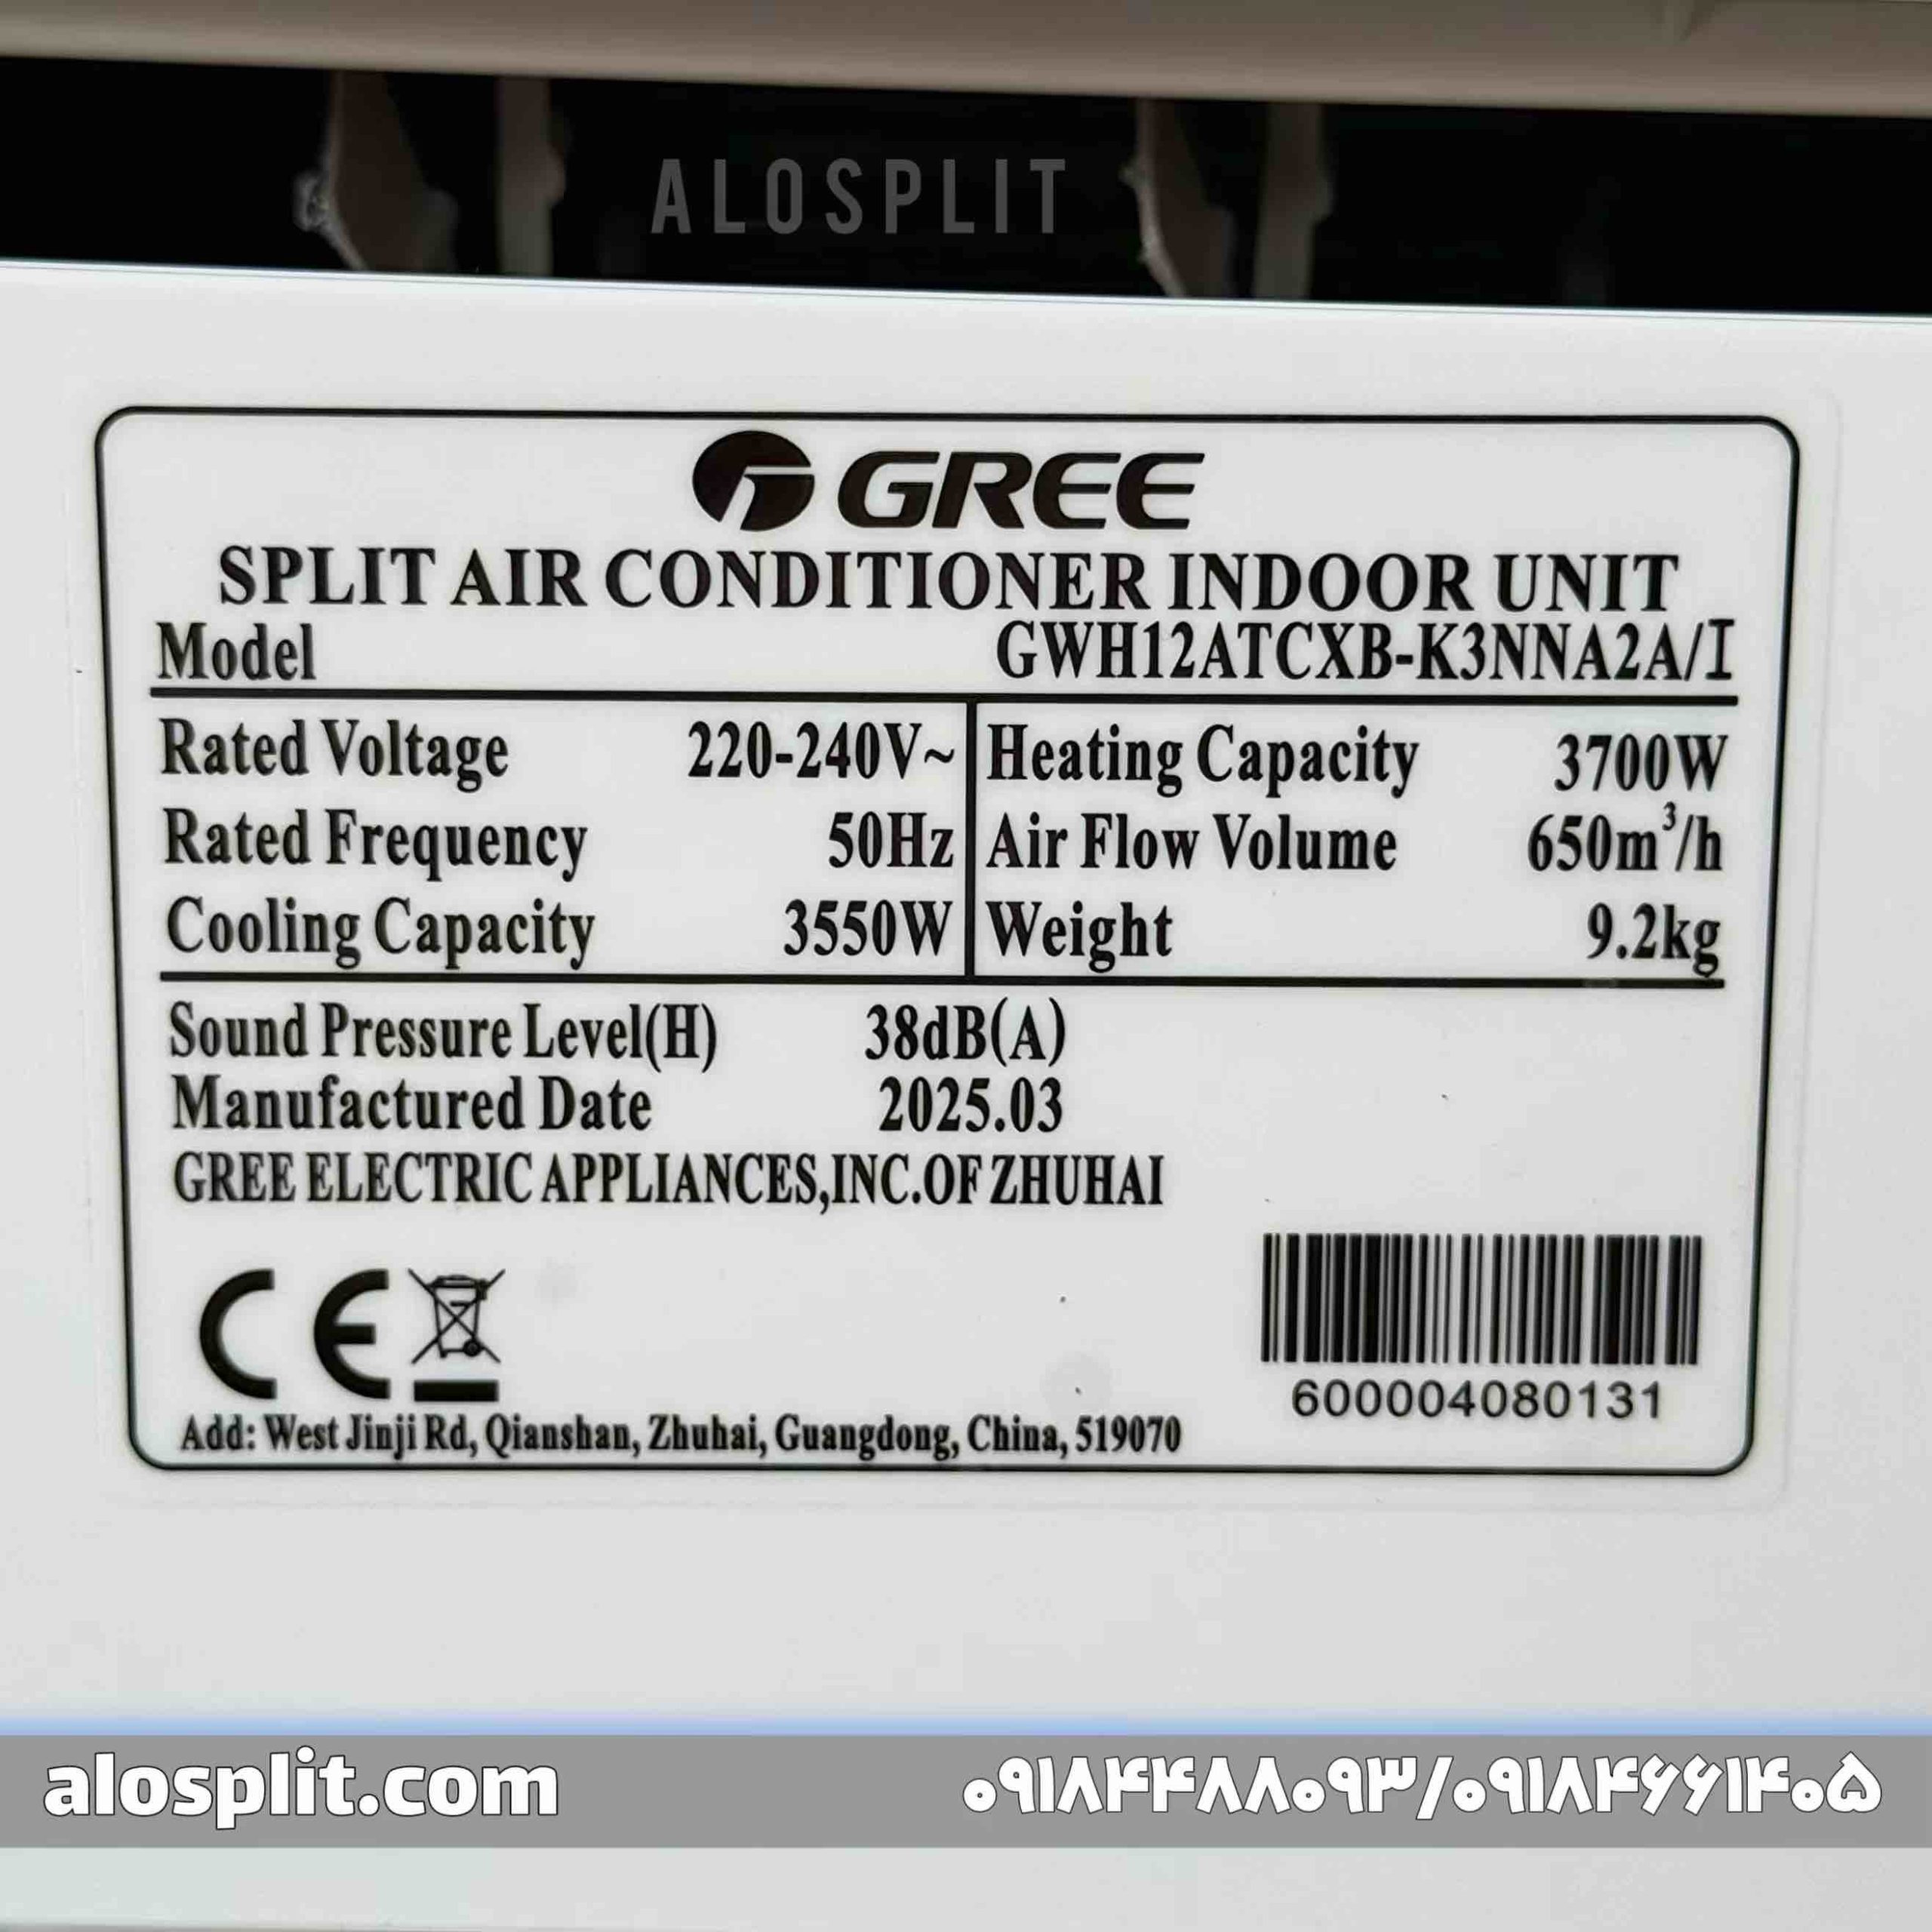 ALOSPLIT
GREE
SPLIT AIR CONDITIONER INDOOR UNIT
Model GWH12ATCXB-K3NNA2A/I
Rated Voltage 220-240V~ Heating Capacity 3700W
Rated Frequency 50Hz Air Flow Volume 650m³/h
Cooling Capacity 3550W Weight 9.2kg
Sound Pressure Level(H) 38dB(A)
Manufactured Date 2025.03
GREE ELECTRIC APPLIANCES,INC.OF ZHUHAI
CE
600004080131
Add: West Jinji Rd, Qianshan, Zhuhai, Guangdong, China, 519070
alosplit.com ۰۹۱۸۴۴۸۸۰۹۳/۰۹۱۸۴۶۶۱۴۰۵